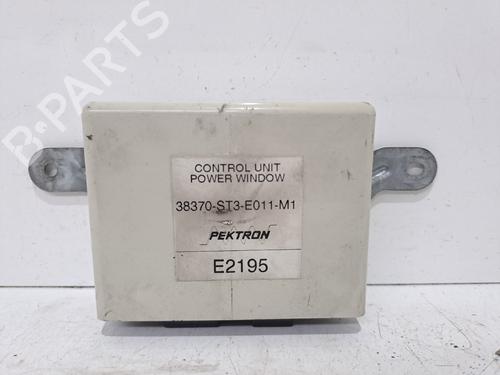 CONTROL UNIT
POWER WINDOW
38370-ST3-E011-M1
PEKTRON
E2195
B-PARTS